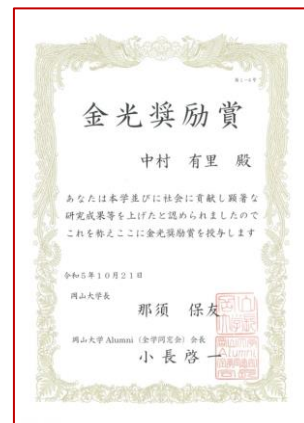 金光奨励賞
中村 有里 殿
あなたは本学並びに社会に貢献し顕著な
研究成果等を上げたと認められましたので
これを称えここに金光奨励賞を授与します
令和5年10月21日
岡山大学長
那須 保友
岡山大学Alumni（全学同窓会）会長
小長 啓一